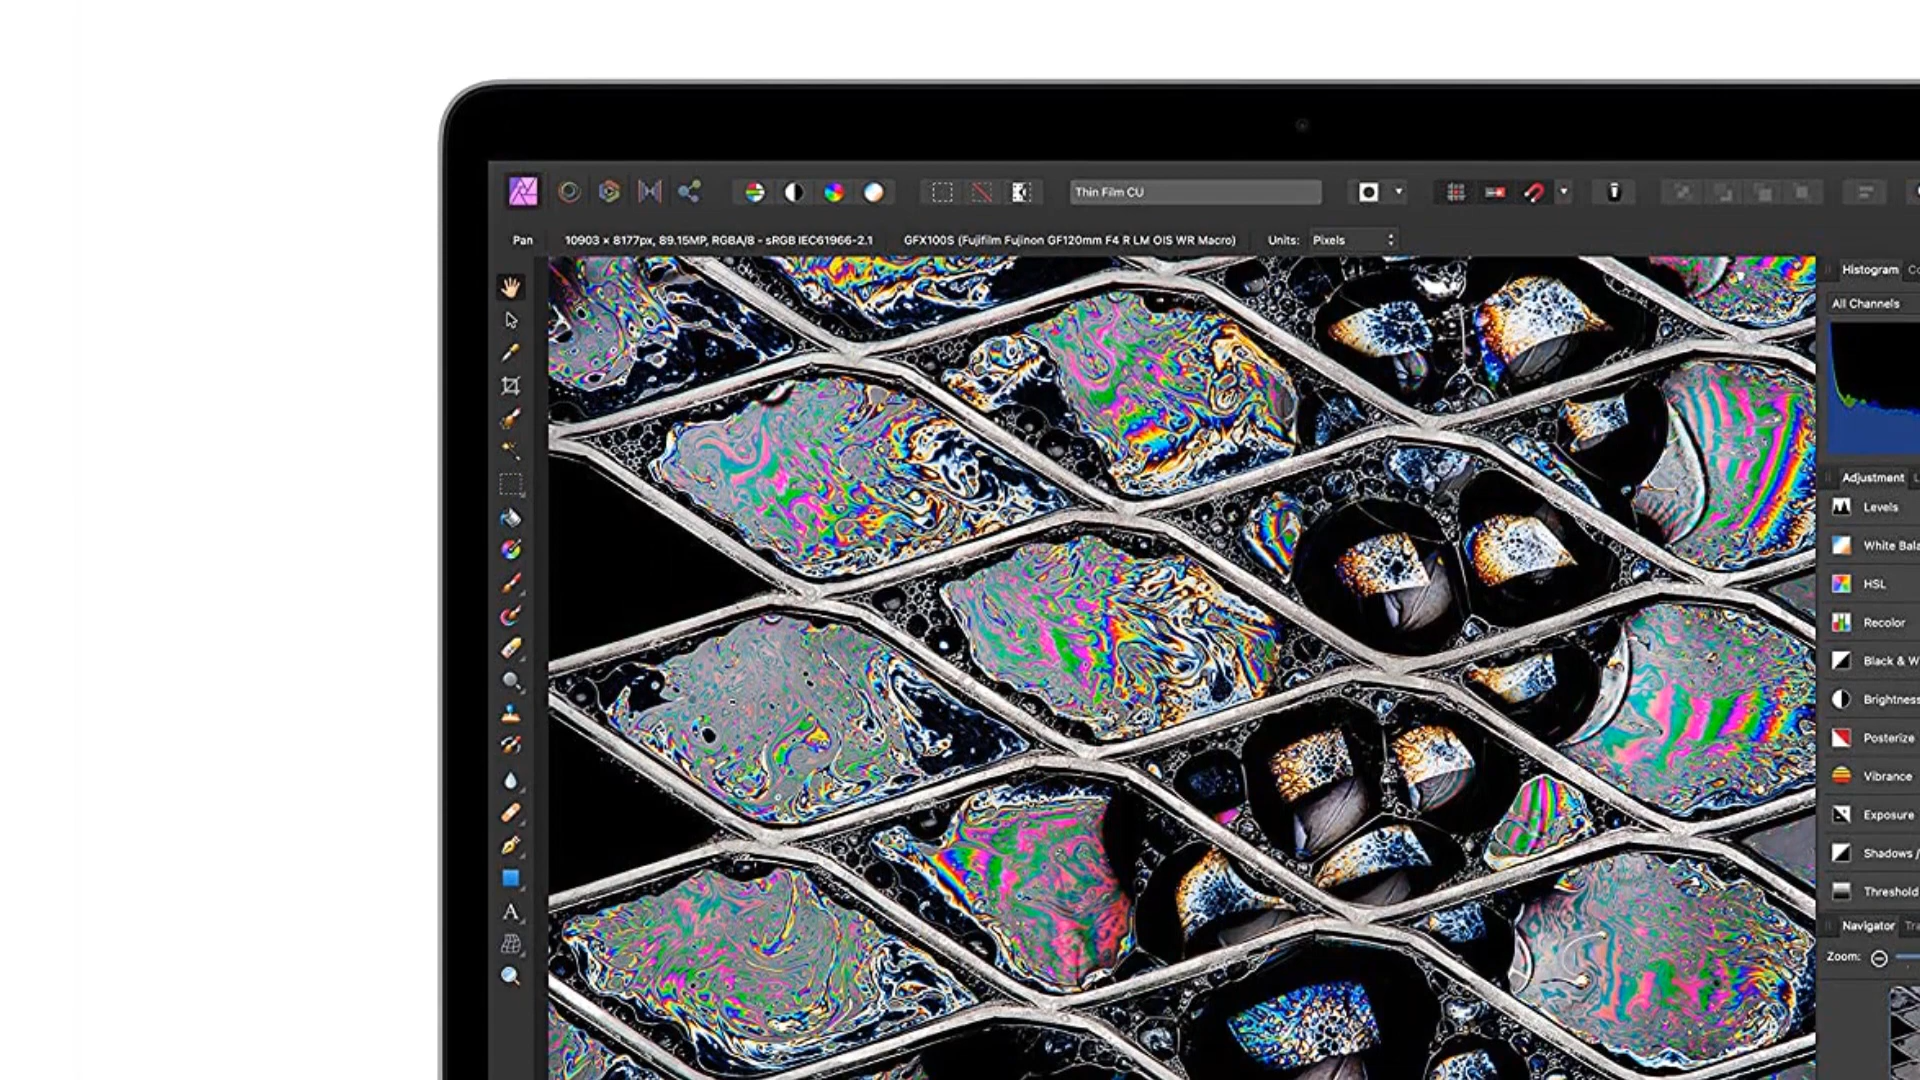 Thin Film CU
Pan
10903 × 8177px, 89.15MP, RGBA/8 - sRGB IEC61966-2.1
GFX100S (Fujifilm Fujinon GF120mm F4 R LM OIS WR Macro)
Units: Pixels
Histogram
All Channels
Adjustment
Levels
White Bala
HSL
Recolor
Black & W
Brightness
Posterize
Vibrance
Exposure
Shadows /
Threshold
Navigator
Zoom:
A